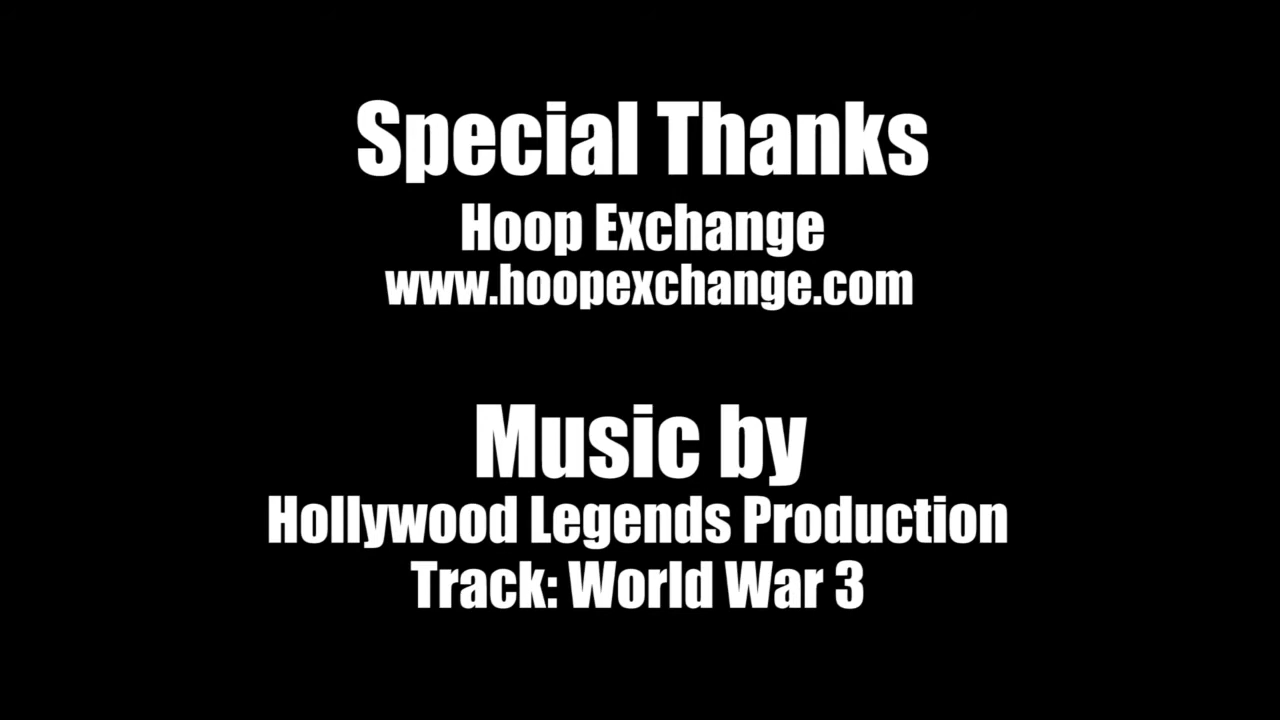 Special Thanks
Hoop Exchange
www.hoopexchange.com
Music by
Hollywood Legends Production
Track: World War 3